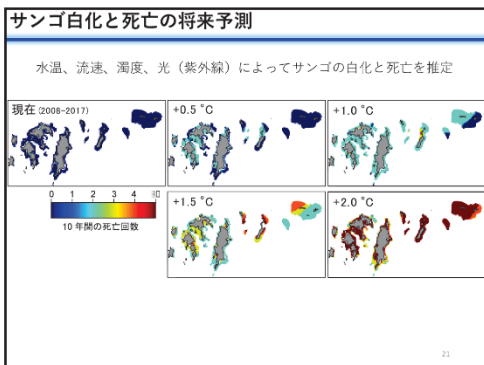 サンゴ白化と死亡の将来予測
水温、流速、濁度、光（紫外線）によってサンゴの白化と死亡を推定
現在 (2008-2017)
+0.5 ℃
+1.0 ℃
0 1 2 3 4
10 年間の死亡回数
+1.5 ℃
+2.0 ℃
21